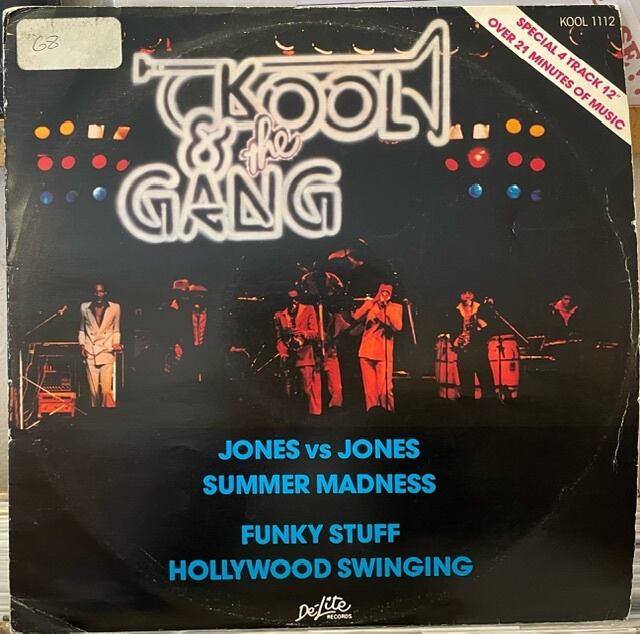 68
KOOL 1112
SPECIAL 4 TRACK 12"
OVER 21 MINUTES OF MUSIC
KOOL
& the
GANG
JONES vs JONES
SUMMER MADNESS
FUNKY STUFF
HOLLYWOOD SWINGING
De-Lite
RECORDS